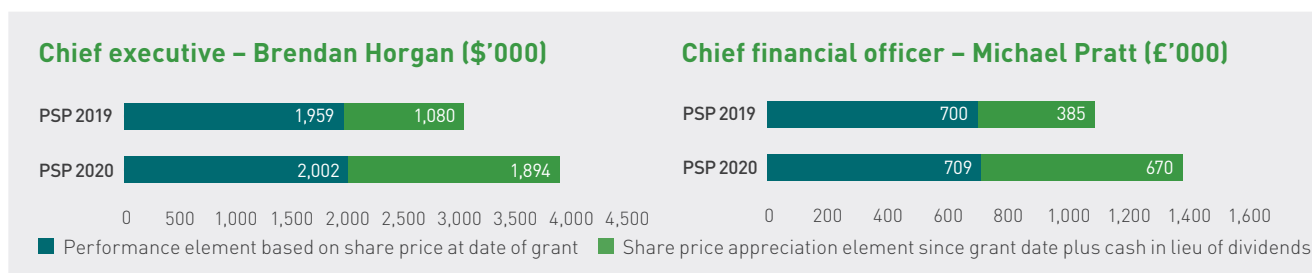 Chief executive – Brendan Horgan ($’000)
PSP 2019 1,959 1,080
PSP 2020 2,002 1,894
0 500 1,000 1,500 2,000 2,500 3,000 3,500 4,000 4,500
Chief financial officer – Michael Pratt (£’000)
PSP 2019 700 385
PSP 2020 709 670
0 200 400 600 800 1,000 1,200 1,400 1,600
Performance element based on share price at date of grant
Share price appreciation element since grant date plus cash in lieu of dividends